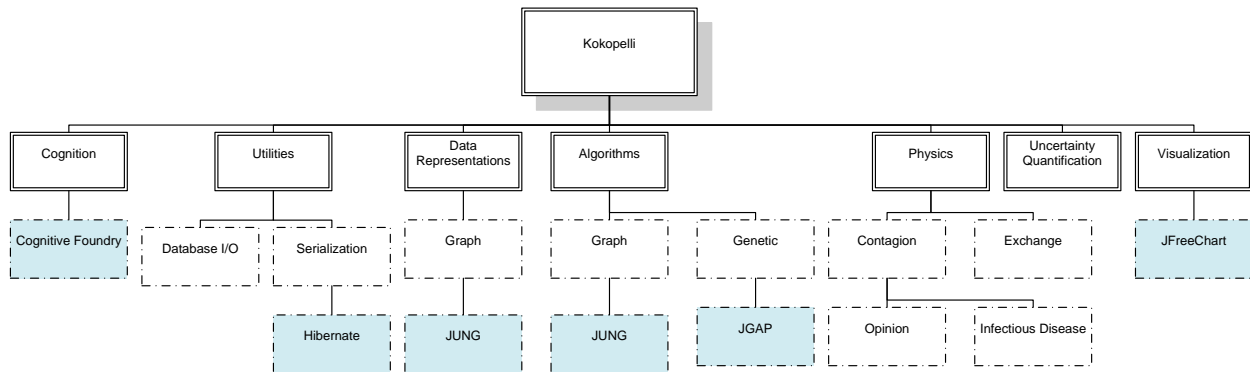 Kokopelli
Cognition
Utilities
Data
Representations
Algorithms
Physics
Uncertainty
Quantification
Visualization
Cognitive Foundry
Database I/O
Serialization
Graph
Graph
Genetic
Contagion
Exchange
JFreeChart
Hibernate
JUNG
JUNG
JGAP
Opinion
Infectious Disease